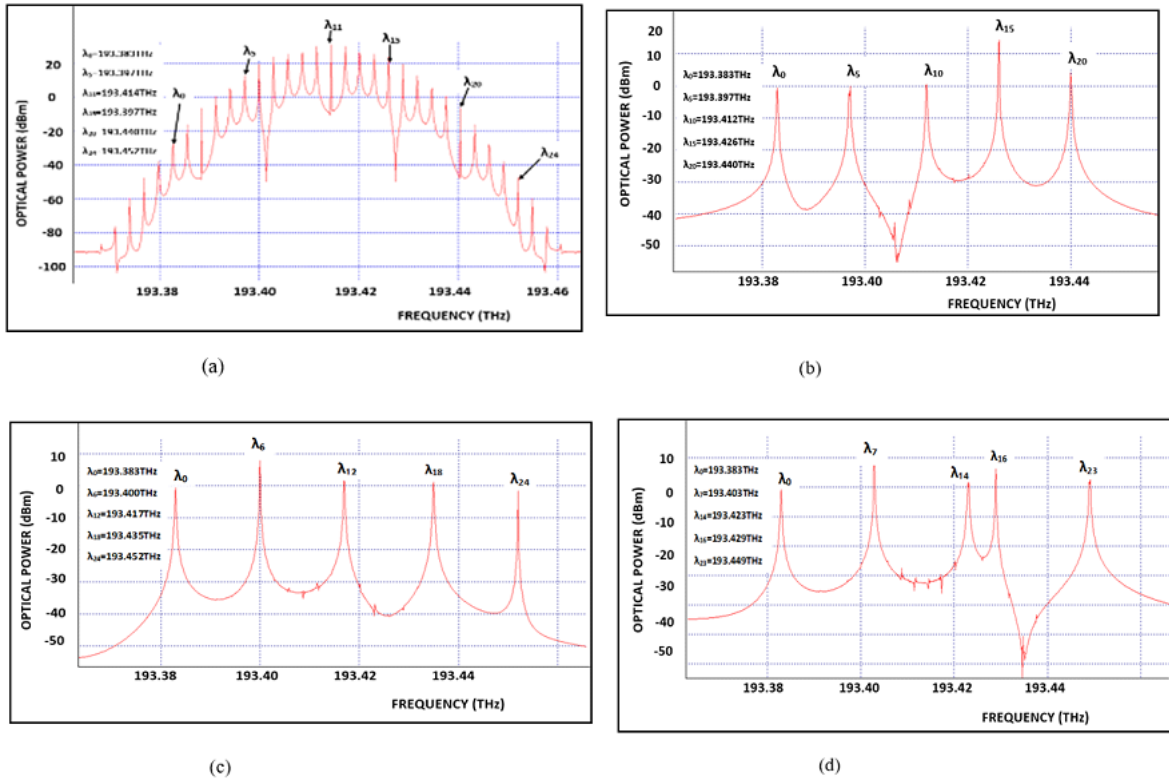 λ₁₁
λ₀=193.383THz
λ₅=193.397THz
λ₁₁=193.414THz
=193.397THz
193.440THz
193.452THz
λ₅
λ₁₅
λ₀
λ₂₀
λ₂₄
20
0
-20
-40
-60
-80
-100
OPTICAL POWER (dBm)
193.38
193.40
193.42
193.44
193.46
FREQUENCY (THz)
(a)
20
10
0
-10
-20
-30
-40
-50
OPTICAL POWER (dBm)
λ₀=193.383THz
λ₅=193.397THz
λ₁₀=193.412THz
λ₁₅=193.426THz
λ₂₀=193.440THz
λ₀
λ₅
λ₁₀
λ₁₅
λ₂₀
193.38
193.40
193.42
193.44
FREQUENCY (THz)
(b)
10
0
-10
-20
-30
-40
-50
OPTICAL POWER (dBm)
λ₀=193.383THz
λ₆=193.400THz
λ₁₂=193.417THz
λ₁₈=193.435THz
λ₂₄=193.452THz
λ₀
λ₆
λ₁₂
λ₁₈
λ₂₄
193.38
193.40
193.42
193.44
FREQUENCY (THz)
(c)
10
0
-10
-20
-30
-40
-50
OPTICAL POWER (dBm)
λ₀=193.383THz
λ₇=193.403THz
λ₁₄=193.423THz
λ₁₆=193.429THz
λ₂₃=193.449THz
λ₀
λ₇
λ₁₄
λ₁₆
λ₂₃
193.38
193.40
193.42
193.44
FREQUENCY (THz)
(d)